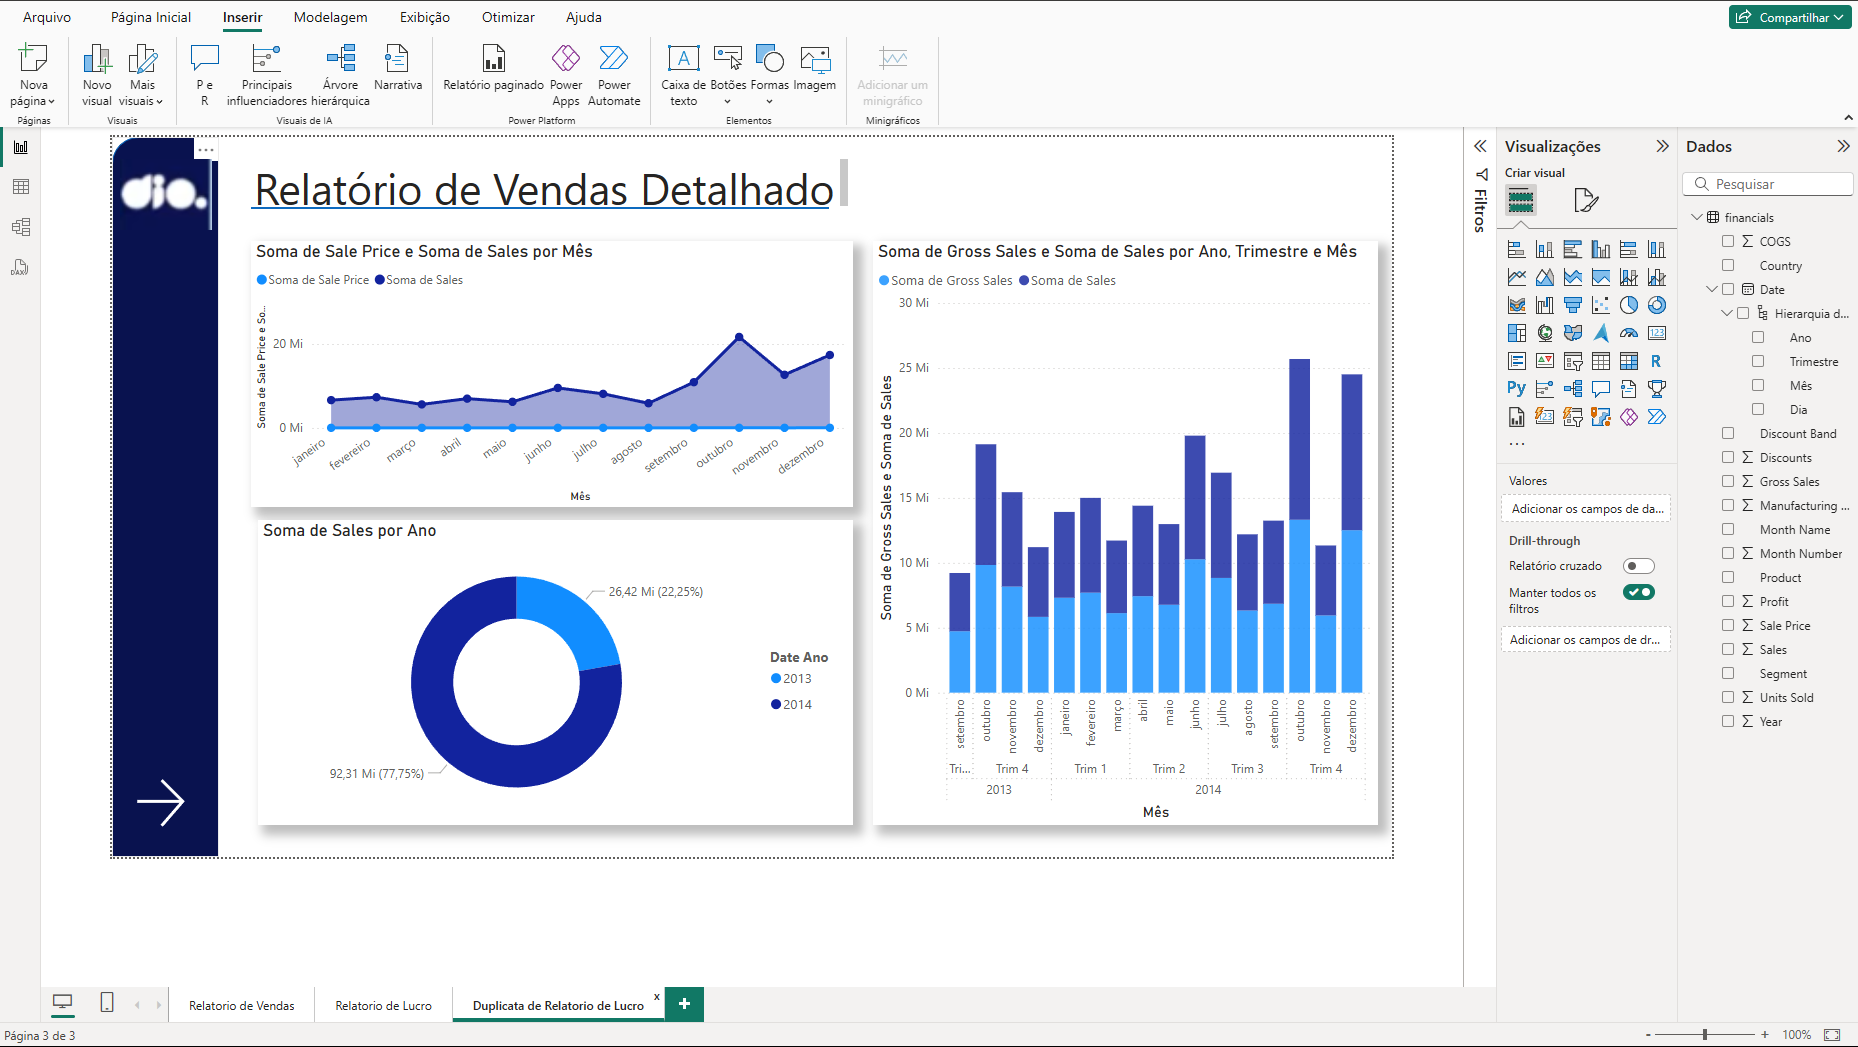 Arquivo
Página Inicial
Inserir
Modelagem
Exibição
Otimizar
Ajuda
Compartilhar
Nova
página
Páginas
Novo
visual
Mais
visuais
Visuais
P e
R
Principais
influenciadores
Árvore
hierárquica
Narrativa
Visuais de IA
Relatório paginado
Power
Apps
Power
Automate
Power Platform
Caixa de
texto
Botões
Formas
Imagem
Elementos
Adicionar um
minigráfico
Minigráficos
dio.
Relatório de Vendas Detalhado
Soma de Sale Price e Soma de Sales por Mês
Soma de Sale Price
Soma de Sales
Soma de Sale Price e So...
20 Mi
0 Mi
janeiro
fevereiro
março
abril
maio
junho
julho
agosto
setembro
outubro
novembro
dezembro
Mês
Soma de Sales por Ano
26,42 Mi (22,25%)
92,31 Mi (77,75%)
Date Ano
2013
2014
Soma de Gross Sales e Soma de Sales por Ano, Trimestre e Mês
Soma de Gross Sales
Soma de Sales
Soma de Gross Sales e Soma de Sales
30 Mi
25 Mi
20 Mi
15 Mi
10 Mi
5 Mi
0 Mi
setembro
outubro
novembro
dezembro
janeiro
fevereiro
março
abril
maio
junho
julho
agosto
setembro
outubro
novembro
dezembro
Tri...
Trim 4
Trim 1
Trim 2
Trim 3
Trim 4
2013
2014
Mês
Filtros
Visualizações
Criar visual
123
R
Py
123
...
Valores
Adicionar os campos de da...
Drill-through
Relatório cruzado
Manter todos os
filtros
Adicionar os campos de dr...
Dados
Pesquisar
financials
COGS
Country
Date
Hierarquia d...
Ano
Trimestre
Mês
Dia
Discount Band
Discounts
Gross Sales
Manufacturing ...
Month Name
Month Number
Product
Profit
Sale Price
Sales
Segment
Units Sold
Year
DAX
Relatorio de Vendas
Relatorio de Lucro
Duplicata de Relatorio de Lucro
x
+
Página 3 de 3
- + 100%